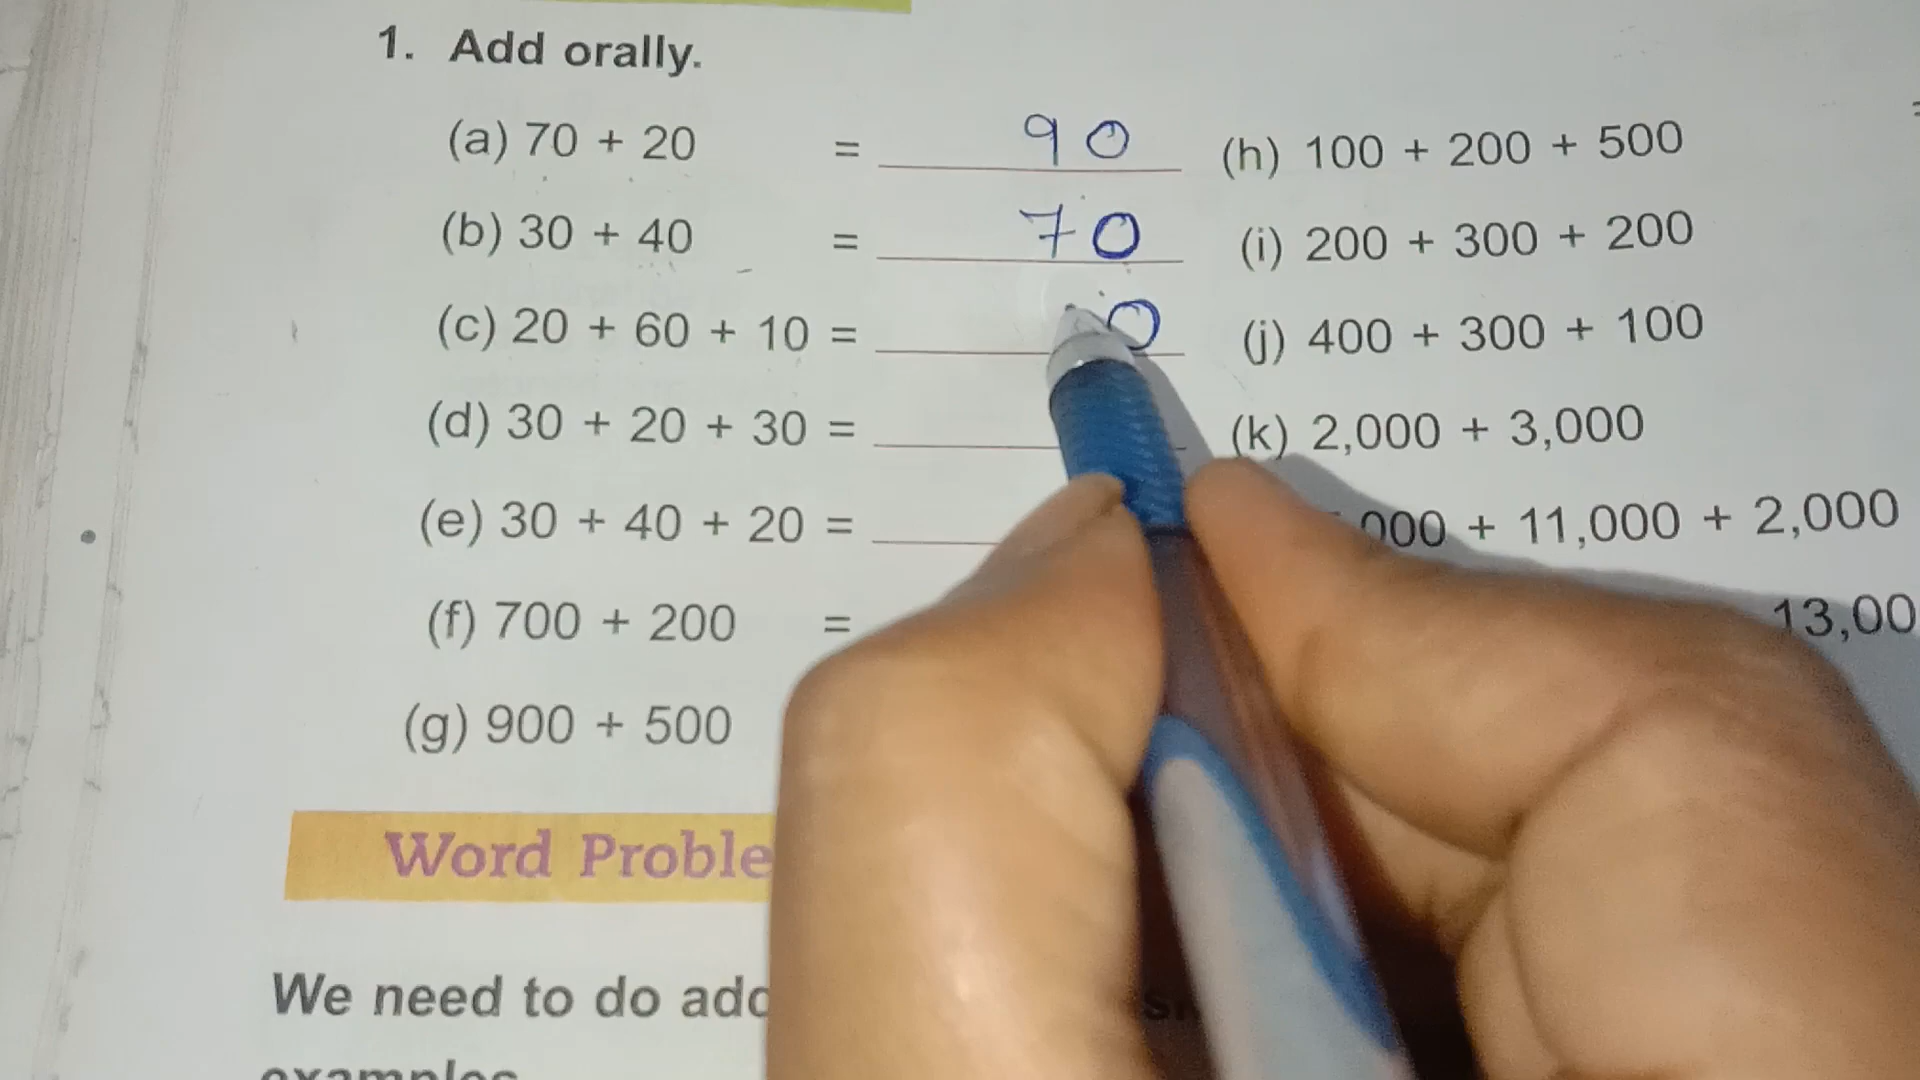 1. Add orally.
(a) 70 + 20 = 90
(b) 30 + 40 = 70
(c) 20 + 60 + 10 = 0
(d) 30 + 20 + 30 =
(e) 30 + 40 + 20 =
(f) 700 + 200 =
(g) 900 + 500
(h) 100 + 200 + 500
(i) 200 + 300 + 200
(j) 400 + 300 + 100
(k) 2,000 + 3,000
000 + 11,000 + 2,000
13,00
Word Proble
We need to do add
examples